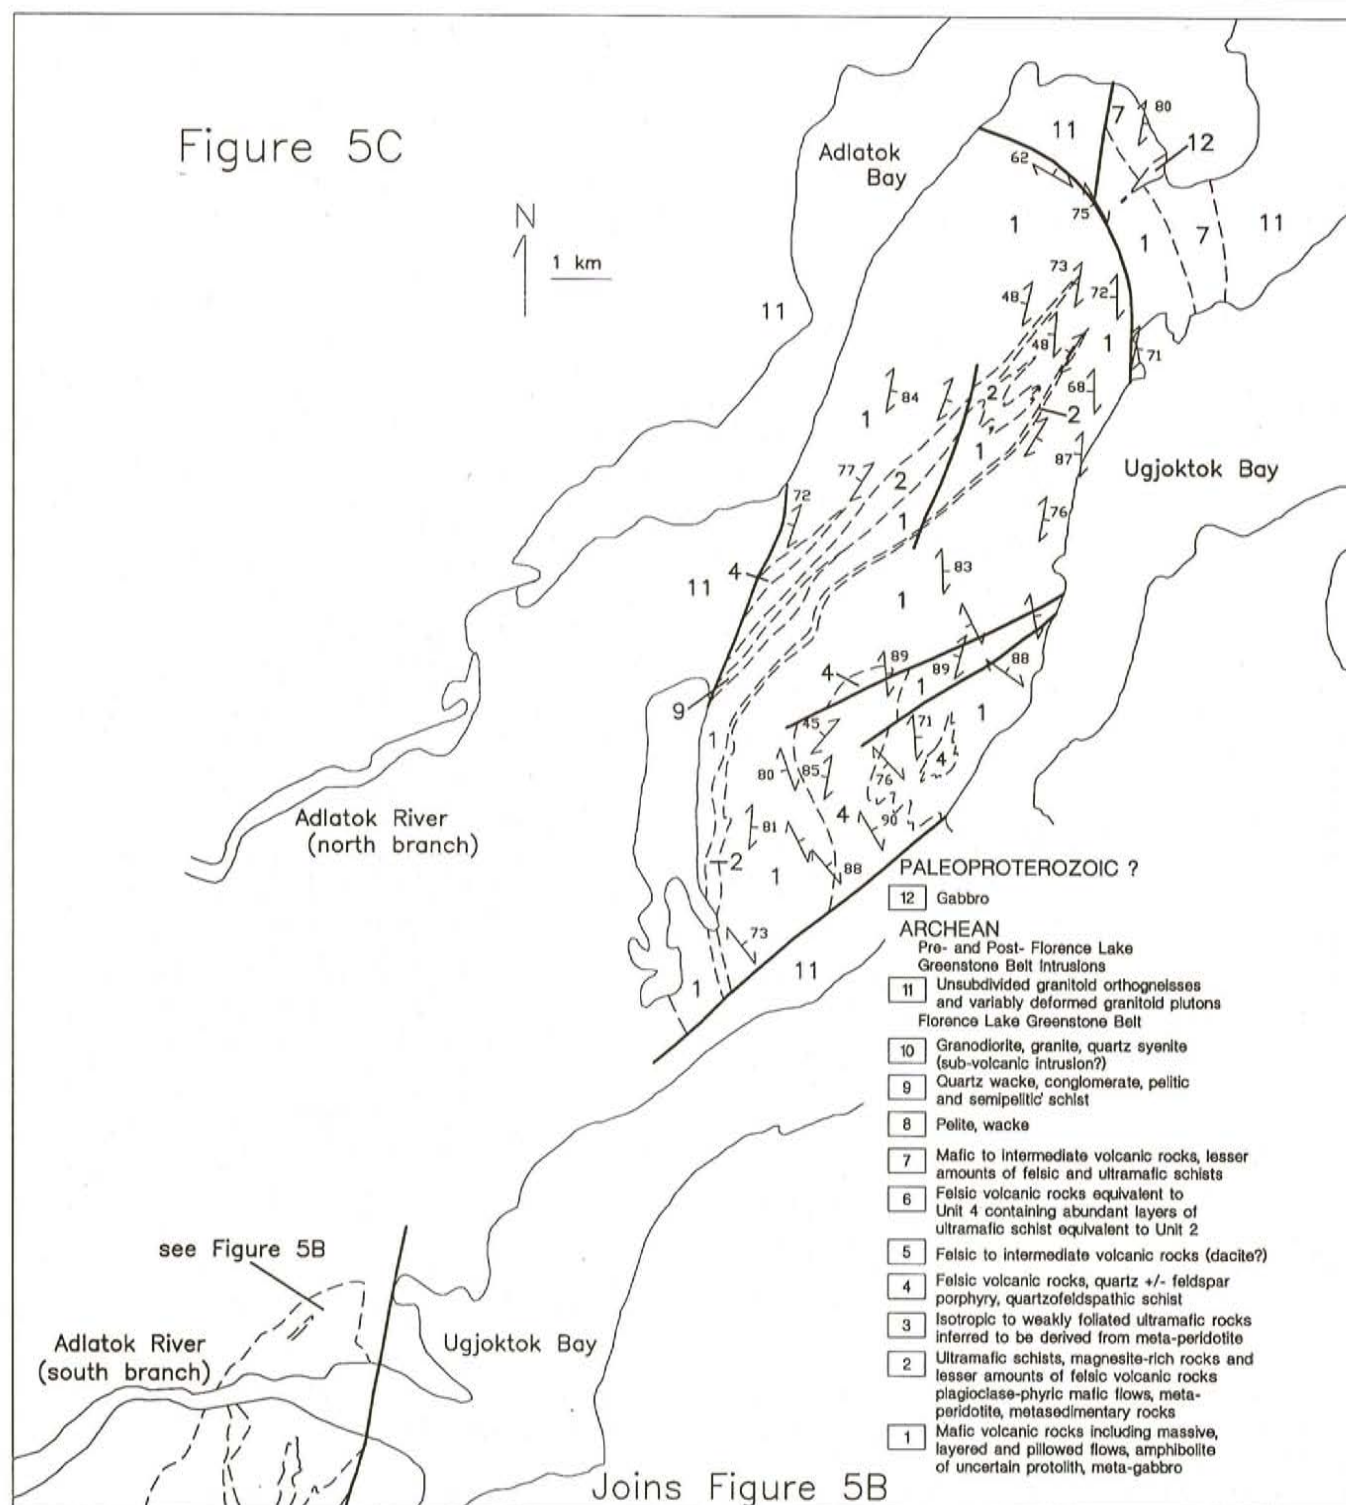 Figure 5C
N
1 km
Adlatok
Bay
11
7
80
12
62
75
1
1
7
11
11
73
48
72
48
1
71
84
2
68
2
1
1
87
77
2
Ugjoktok Bay
72
1
76
4
11
83
1
4
89
89
88
1
9
1
45
71
1
80
85
76
4
Adlatok River
(north branch)
7
4
90
81
2
1
88
73
1
11
PALEOPROTEROZOIC ?
12 Gabbro
ARCHEAN
Pre- and Post- Florence Lake
Greenstone Belt Intrusions
11 Unsubdivided granitoid orthogneisses
and variably deformed granitoid plutons
Florence Lake Greenstone Belt
10 Granodiorite, granite, quartz syenite
(sub-volcanic intrusion?)
9 Quartz wacke, conglomerate, pelitic
and semipelitic' schist
8 Pelite, wacke
7 Mafic to intermediate volcanic rocks, lesser
amounts of felsic and ultramafic schists
6 Felsic volcanic rocks equivalent to
Unit 4 containing abundant layers of
ultramafic schist equivalent to Unit 2
5 Felsic to intermediate volcanic rocks (dacite?)
4 Felsic volcanic rocks, quartz +/- feldspar
porphyry, quartzofeldspathic schist
3 Isotropic to weakly foliated ultramafic rocks
inferred to be derived from meta-peridotite
2 Ultramafic schists, magnesite-rich rocks and
lesser amounts of felsic volcanic rocks
plagioclase-phyric mafic flows, meta-
peridotite, metasedimentary rocks
1 Mafic volcanic rocks including massive,
layered and pillowed flows, amphibolite
of uncertain protolith, meta-gabbro
see Figure 5B
Adlatok River
(south branch)
Ugjoktok Bay
Joins Figure 5B